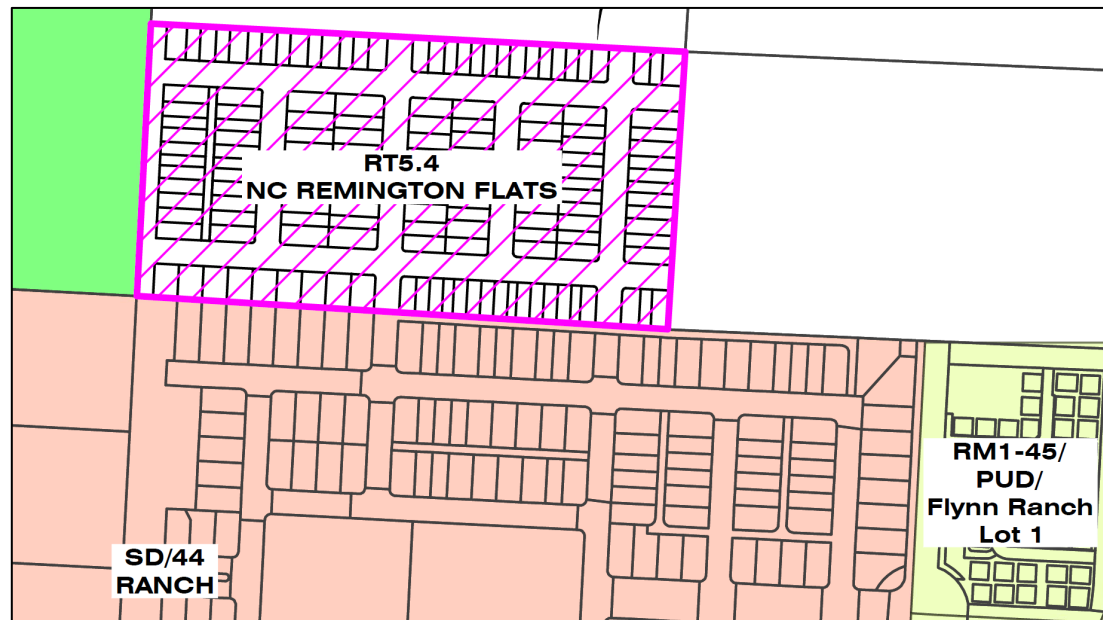 RT5.4
NC REMINGTON FLATS
RM1-45/
PUD/
Flynn Ranch
Lot 1
SD/44
RANCH